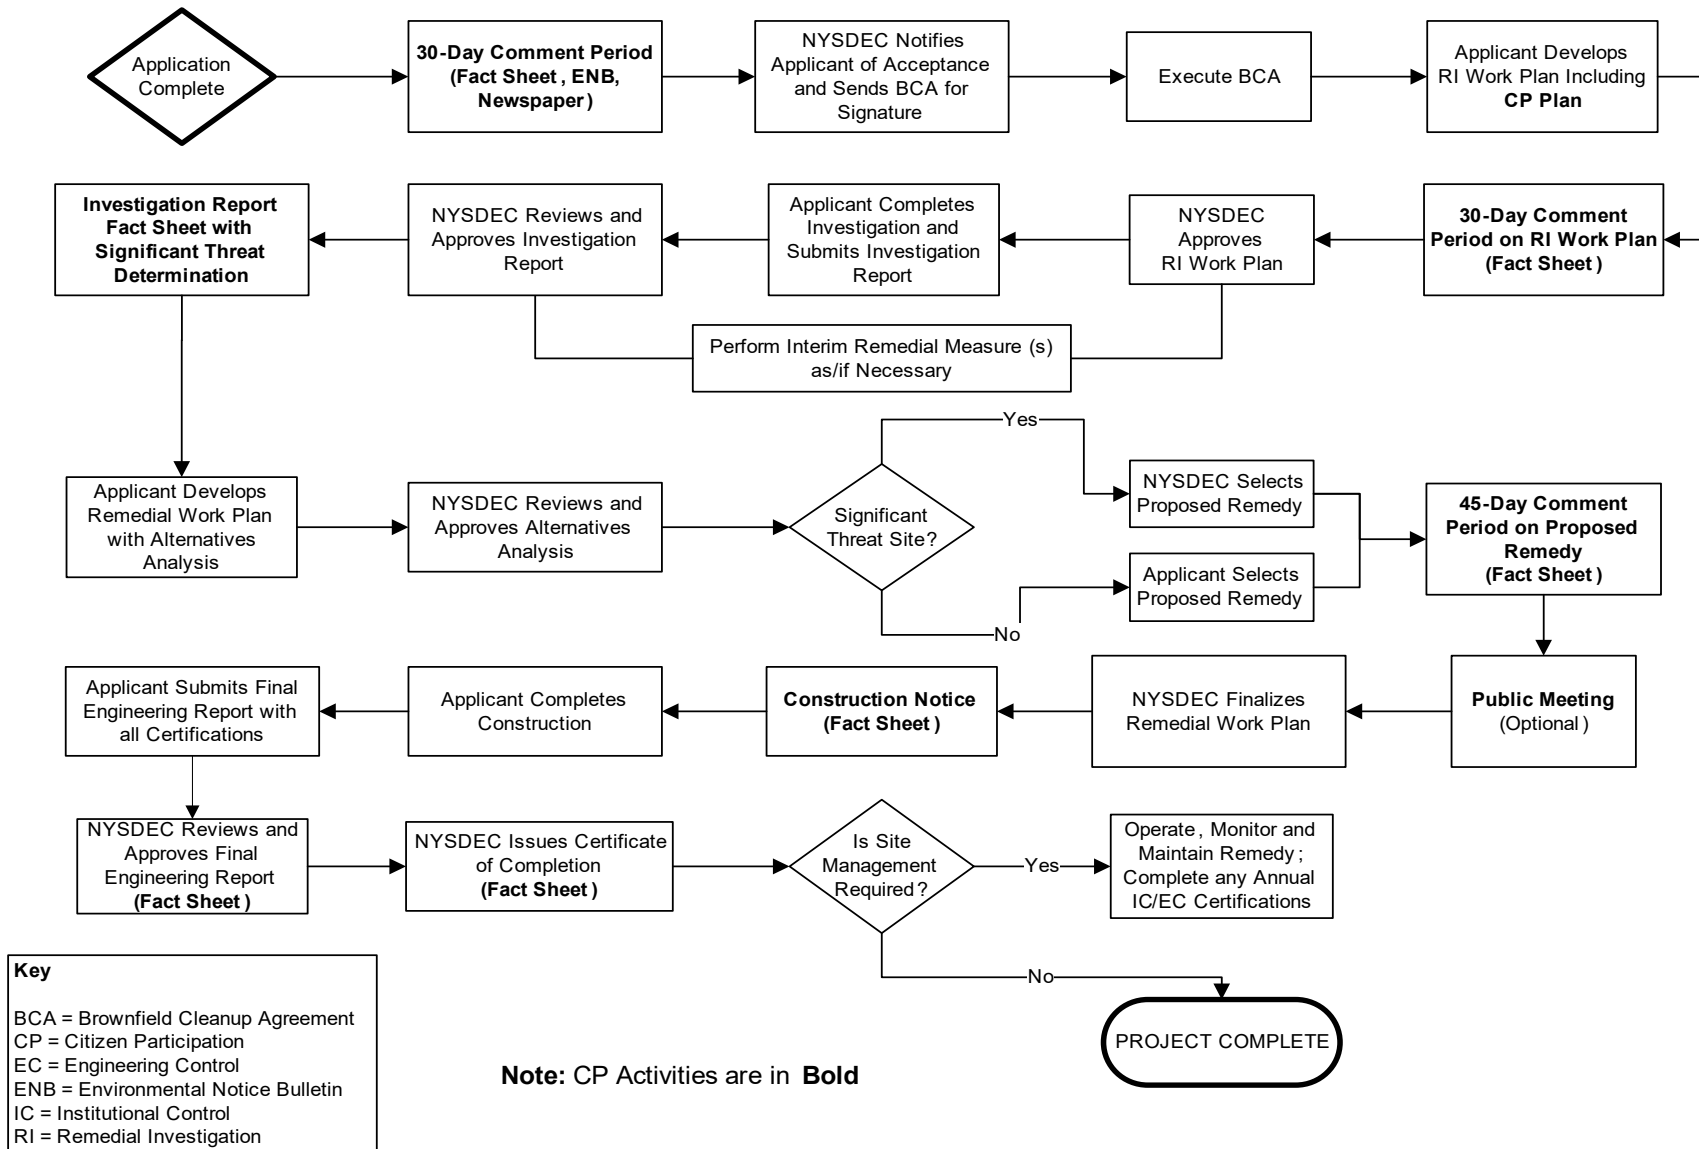 Application
Complete
30-Day Comment Period
(Fact Sheet, ENB,
Newspaper)
NYSDEC Notifies
Applicant of Acceptance
and Sends BCA for
Signature
Execute BCA
Applicant Develops
RI Work Plan Including
CP Plan
Investigation Report
Fact Sheet with
Significant Threat
Determination
NYSDEC Reviews and
Approves Investigation
Report
Applicant Completes
Investigation and
Submits Investigation
Report
NYSDEC
Approves
RI Work Plan
30-Day Comment
Period on RI Work Plan
(Fact Sheet)
Perform Interim Remedial Measure (s)
as/if Necessary
Yes
Applicant Develops
Remedial Work Plan
with Alternatives
Analysis
NYSDEC Reviews and
Approves Alternatives
Analysis
Significant
Threat Site?
NYSDEC Selects
Proposed Remedy
Applicant Selects
Proposed Remedy
45-Day Comment
Period on Proposed
Remedy
(Fact Sheet)
No
Applicant Submits Final
Engineering Report with
all Certifications
Applicant Completes
Construction
Construction Notice
(Fact Sheet)
NYSDEC Finalizes
Remedial Work Plan
Public Meeting
(Optional)
NYSDEC Reviews and
Approves Final
Engineering Report
(Fact Sheet)
NYSDEC Issues Certificate
of Completion
(Fact Sheet)
Is Site
Management
Required?
Yes
Operate, Monitor and
Maintain Remedy;
Complete any Annual
IC/EC Certifications
No
PROJECT COMPLETE
Key
BCA = Brownfield Cleanup Agreement
CP = Citizen Participation
EC = Engineering Control
ENB = Environmental Notice Bulletin
IC = Institutional Control
RI = Remedial Investigation
Note: CP Activities are in Bold